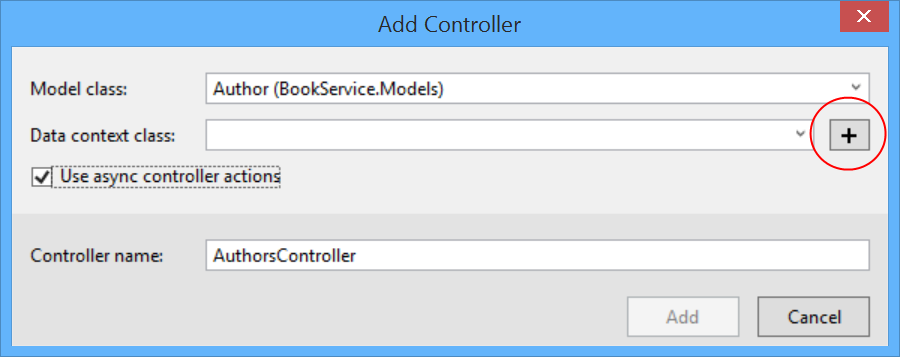 Add Controller
Model class: Author (BookService.Models)
Data context class:
Use async controller actions
Controller name: AuthorsController
Add Cancel